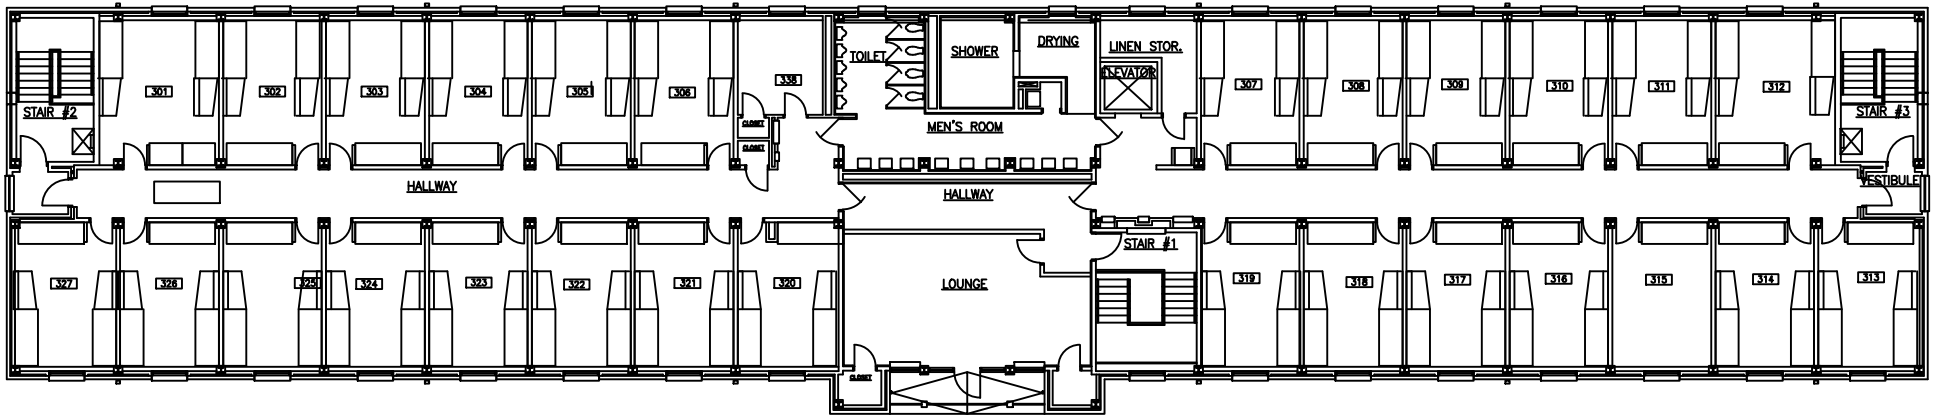 STAIR #2
301
302
303
304
305
306
338
CLOSET
CLOSET
TOILET
SHOWER
DRYING
LINEN STOR.
ELEVATOR
MEN'S ROOM
307
308
309
310
311
312
STAIR #3
HALLWAY
HALLWAY
VESTIBULE
327
326
325
324
323
322
321
320
LOUNGE
CLOSET
STAIR #1
319
318
317
316
315
314
313